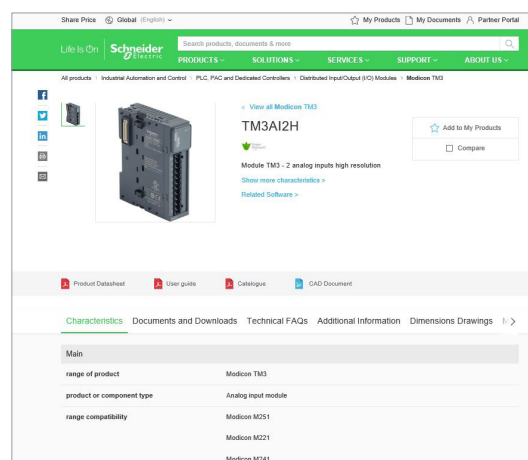 Share Price Global (English) My Products My Documents Partner Portal
Life Is On Schneider Electric
Search products, documents & more
PRODUCTS SOLUTIONS SERVICES SUPPORT ABOUT US
All products Industrial Automation and Control PLC, PAC and Dedicated Controllers Distributed Input/Output (I/O) Modules Modicon TM3
< View all Modicon TM3
TM3AI2H
Add to My Products
Compare
Module TM3 - 2 analog inputs high resolution
Show more characteristics >
Related Software >
Product Datasheet User guide Catalogue CAD Document
Characteristics Documents and Downloads Technical FAQs Additional Information Dimensions Drawings
Main
range of product Modicon TM3
product or component type Analog input module
range compatibility Modicon M251
Modicon M221
Modicon M241